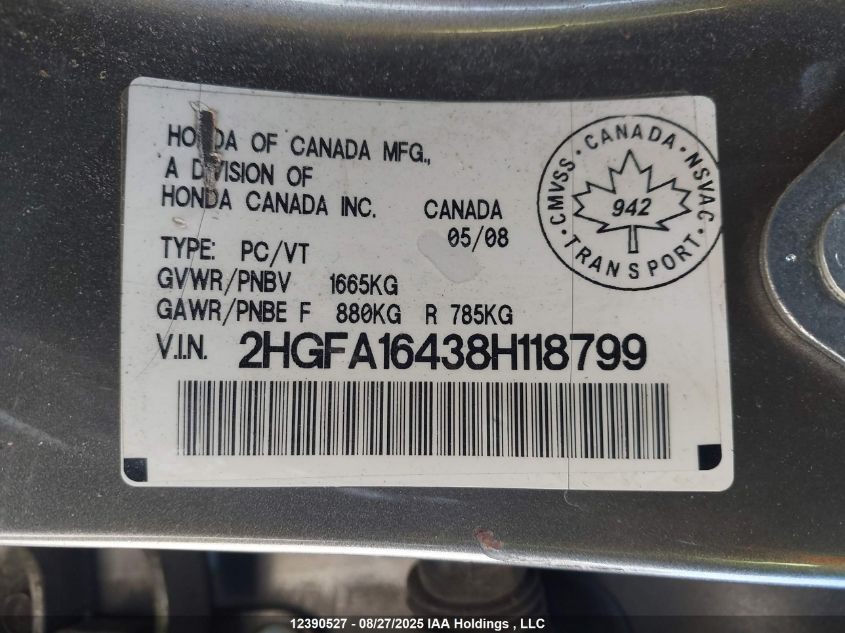 HONDA OF CANADA MFG.,
A DIVISION OF
HONDA CANADA INC. CANADA
05/08
TYPE: PC/VT
GVWR/PNBV 1665KG
GAWR/PNBE F 880KG R 785KG
V.I.N. 2HGFA16438H118799
CMVSS · CANADA · NSVAC
942
· TRANSPORT ·
12390527 - 08/27/2025 IAA Holdings , LLC